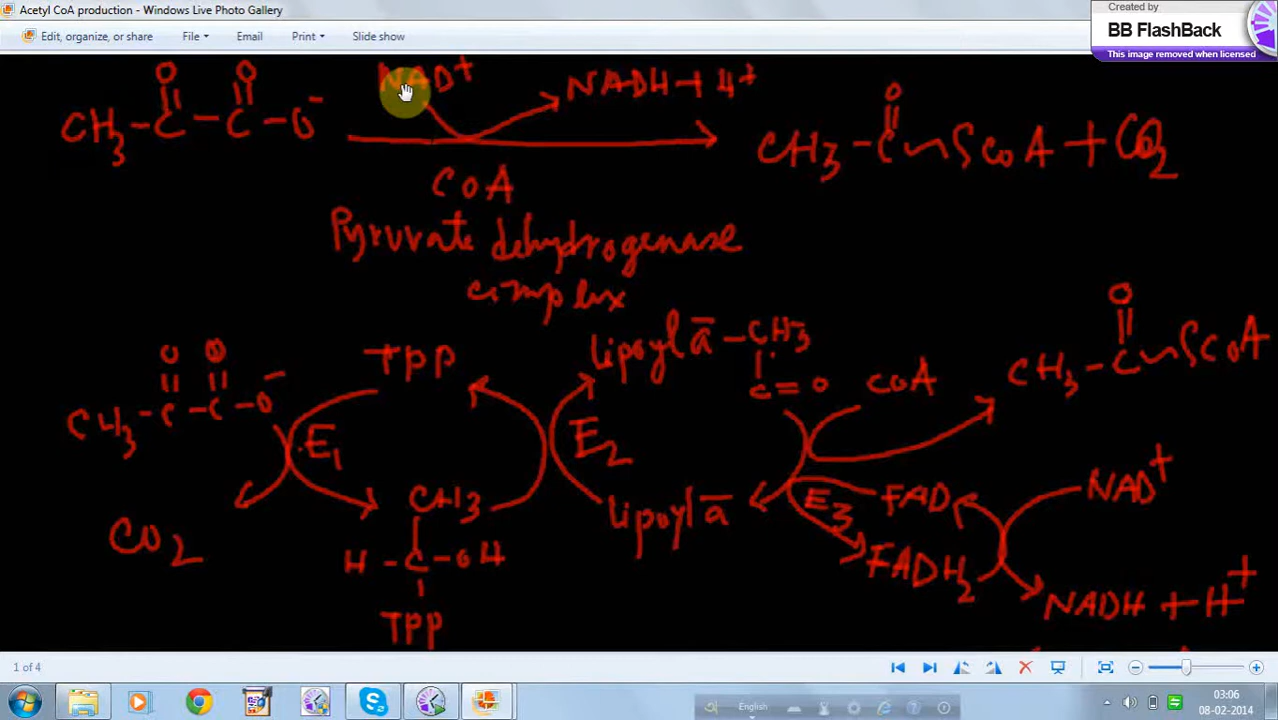 Acetyl CoA production - Windows Live Photo Gallery
Created by
BB FlashBack
This image removed when licensed
Edit, organize, or share File Email Print Slide show
O O NAD+ NADH + H+ O
CH3 - C - C - O- CH3 - C ~ SCoA + CO2
CoA
Pyruvate dehydrogenase
complex
O O TPP lipoyl a - CH3 O
CH3 - C - C - O- C = O CoA CH3 - C ~ SCoA
E1 E2
CO2 CH3 lipoyl a E3 FAD NAD+
H - C - OH FADH2 NADH + H+
TPP
1 of 4
English
03:06
08-02-2014